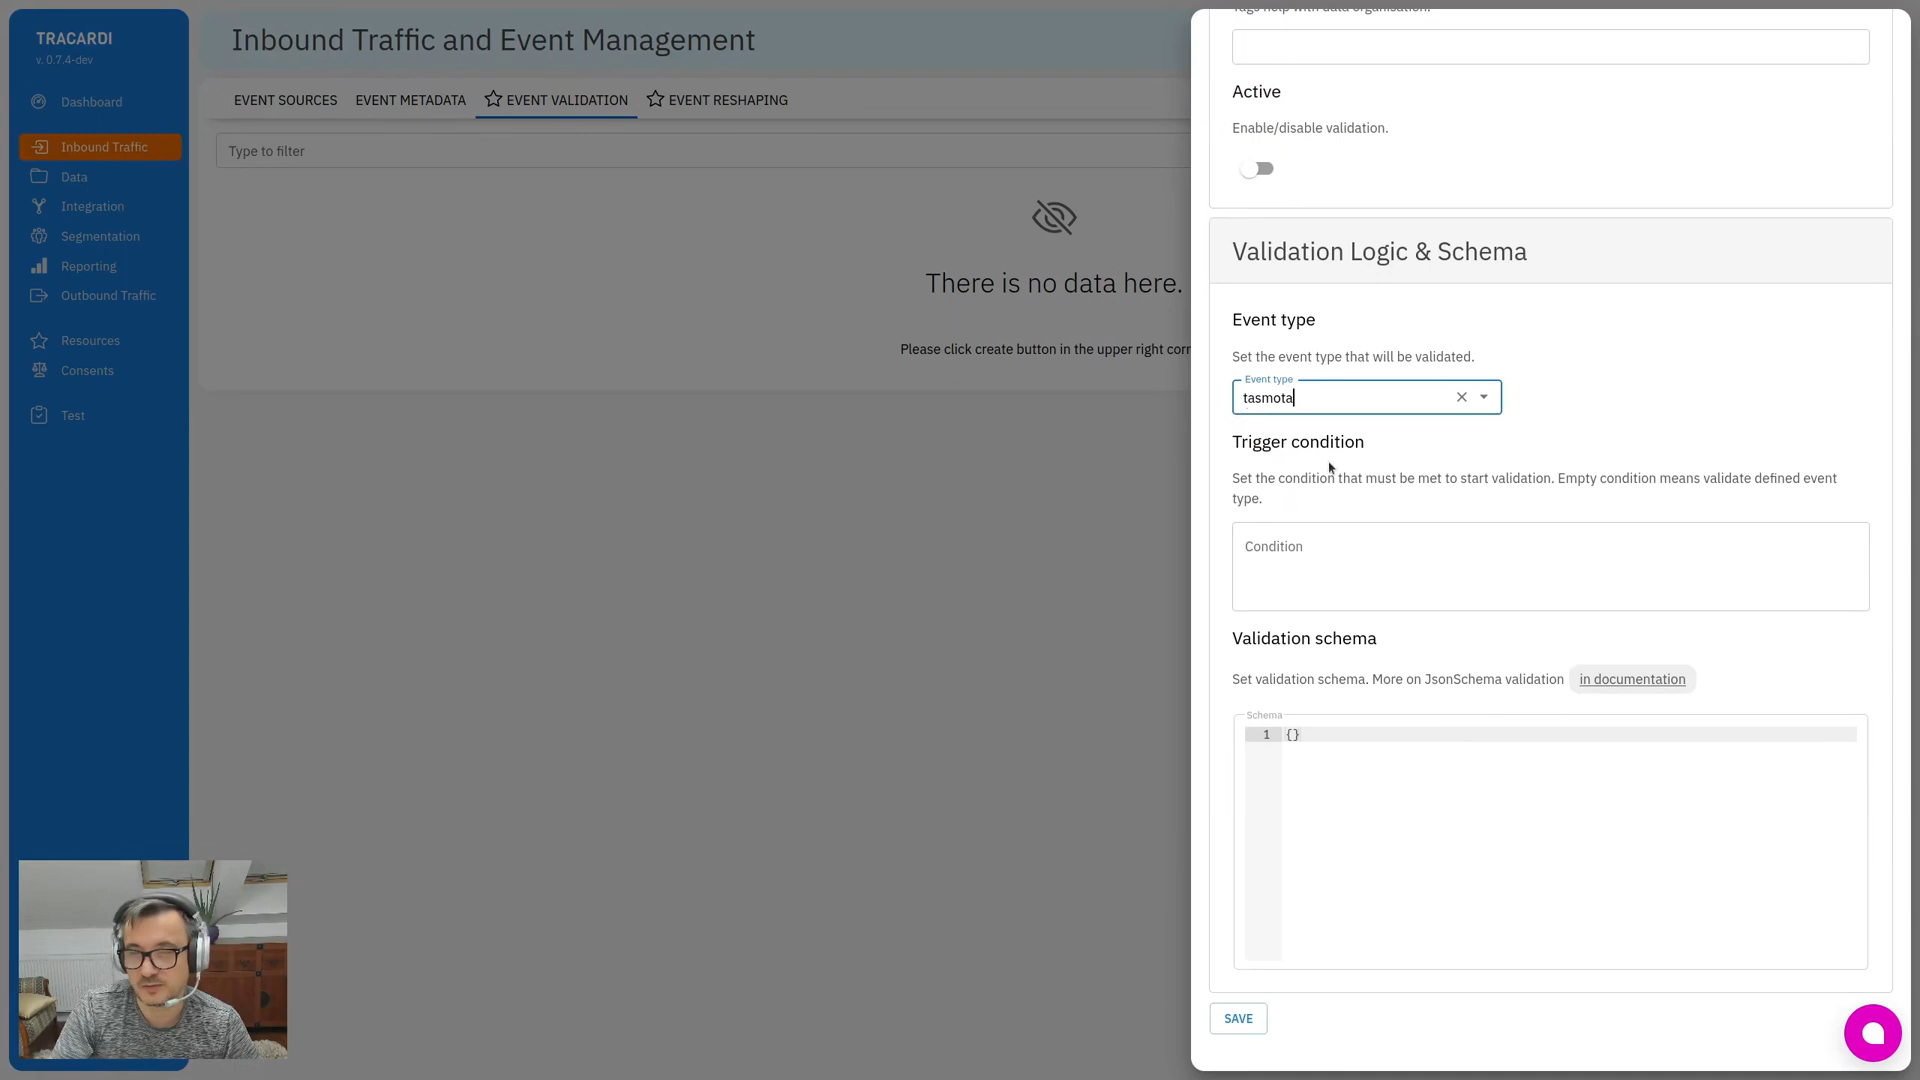 TRACARDI
v. 0.7.4-dev
Dashboard
Inbound Traffic
Data
Integration
Segmentation
Reporting
Outbound Traffic
Resources
Consents
Test
Inbound Traffic and Event Management
EVENT SOURCES
EVENT METADATA
EVENT VALIDATION
EVENT RESHAPING
Type to filter
There is no data here.
Please click create button in the upper right corn
Tags help with data organisation.
Active
Enable/disable validation.
Validation Logic & Schema
Event type
Set the event type that will be validated.
Event type
tasmota
Trigger condition
Set the condition that must be met to start validation. Empty condition means validate defined event
type.
Condition
Validation schema
Set validation schema. More on JsonSchema validation in documentation
Schema
1 {}
SAVE